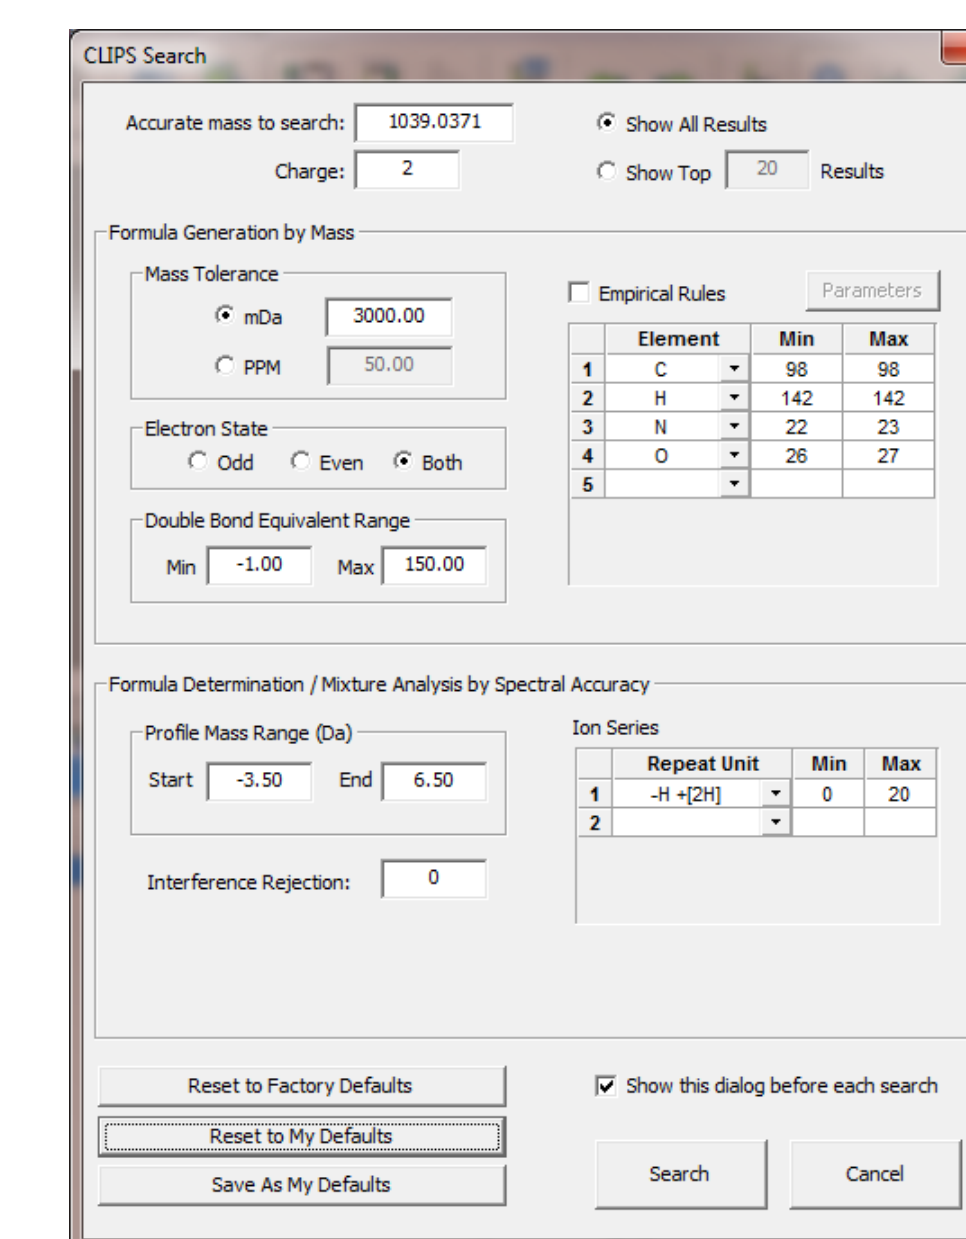 CLIPS Search
Accurate mass to search: 1039.0371 Show All Results
Charge: 2 Show Top 20 Results
Formula Generation by Mass
Mass Tolerance
mDa 3000.00
PPM 50.00
Empirical Rules Parameters
Element Min Max
1 C 98 98
2 H 142 142
3 N 22 23
4 O 26 27
5
Electron State
Odd Even Both
Double Bond Equivalent Range
Min -1.00 Max 150.00
Formula Determination / Mixture Analysis by Spectral Accuracy
Profile Mass Range (Da)
Start -3.50 End 6.50
Interference Rejection: 0
Ion Series
Repeat Unit Min Max
1 -H +[2H] 0 20
2
Reset to Factory Defaults
Reset to My Defaults
Save As My Defaults
Show this dialog before each search
Search Cancel